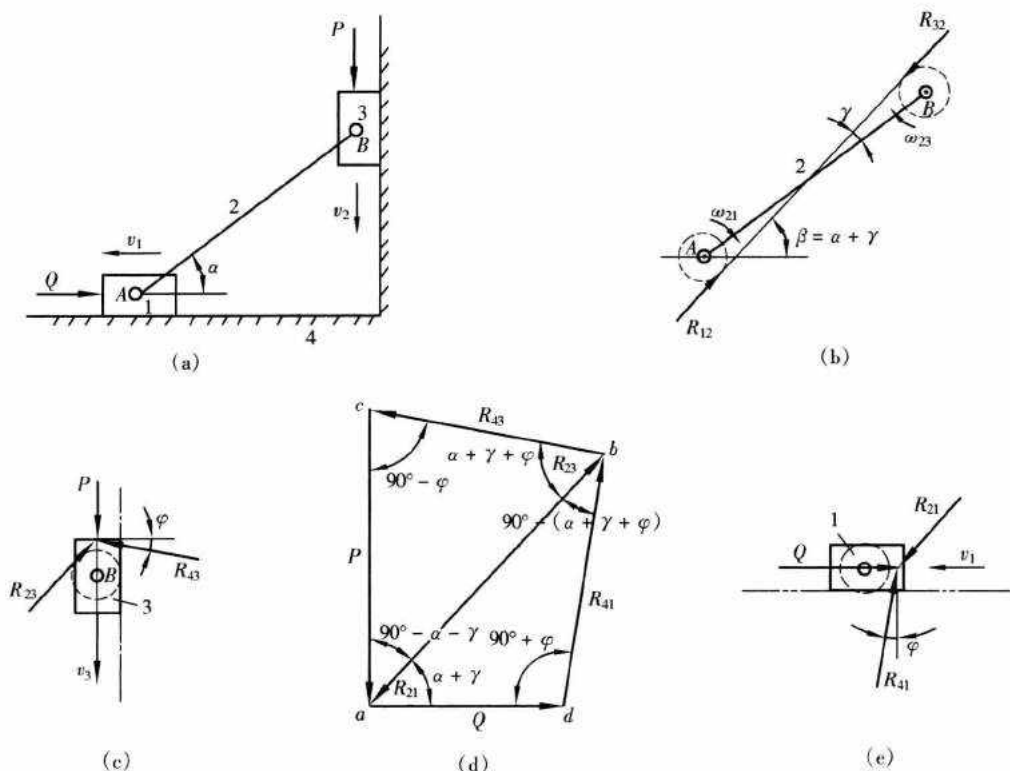 P
3
B
2
v₂
v₁
Q
A
α
1
4
(a)
R₃₂
B
γ
ω₂₃
2
ω₂₁
A
β = α + γ
R₁₂
(b)
P
φ
R₂₃
B
R₄₃
3
v₃
(c)
c
R₄₃
b
α + γ + φ
R₂₃
90° − φ
90° − (α + γ + φ)
P
R₄₁
90° − α − γ
90° + φ
α + γ
R₂₁
a
Q
d
(d)
R₂₁
1
Q
v₁
φ
R₄₁
(e)